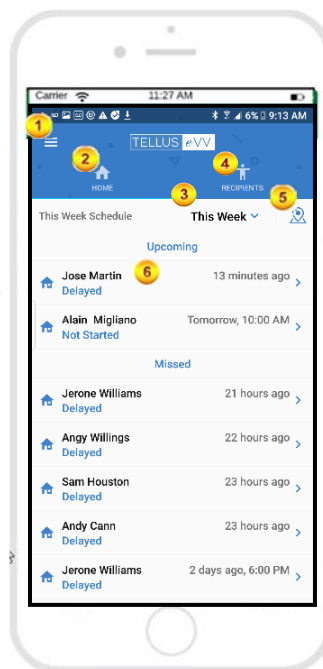 Carrier 11:27 AM
6% 9:13 AM
1
TELLUS eVV
2 4
HOME RECIPIENTS
3 5
This Week Schedule This Week
Upcoming
Jose Martin 6 13 minutes ago
Delayed
Alain Migliano Tomorrow, 10:00 AM
Not Started
Missed
Jerone Williams 21 hours ago
Delayed
Angy Willings 22 hours ago
Delayed
Sam Houston 23 hours ago
Delayed
Andy Cann 23 hours ago
Delayed
Jerone Williams 2 days ago, 6:00 PM
Delayed